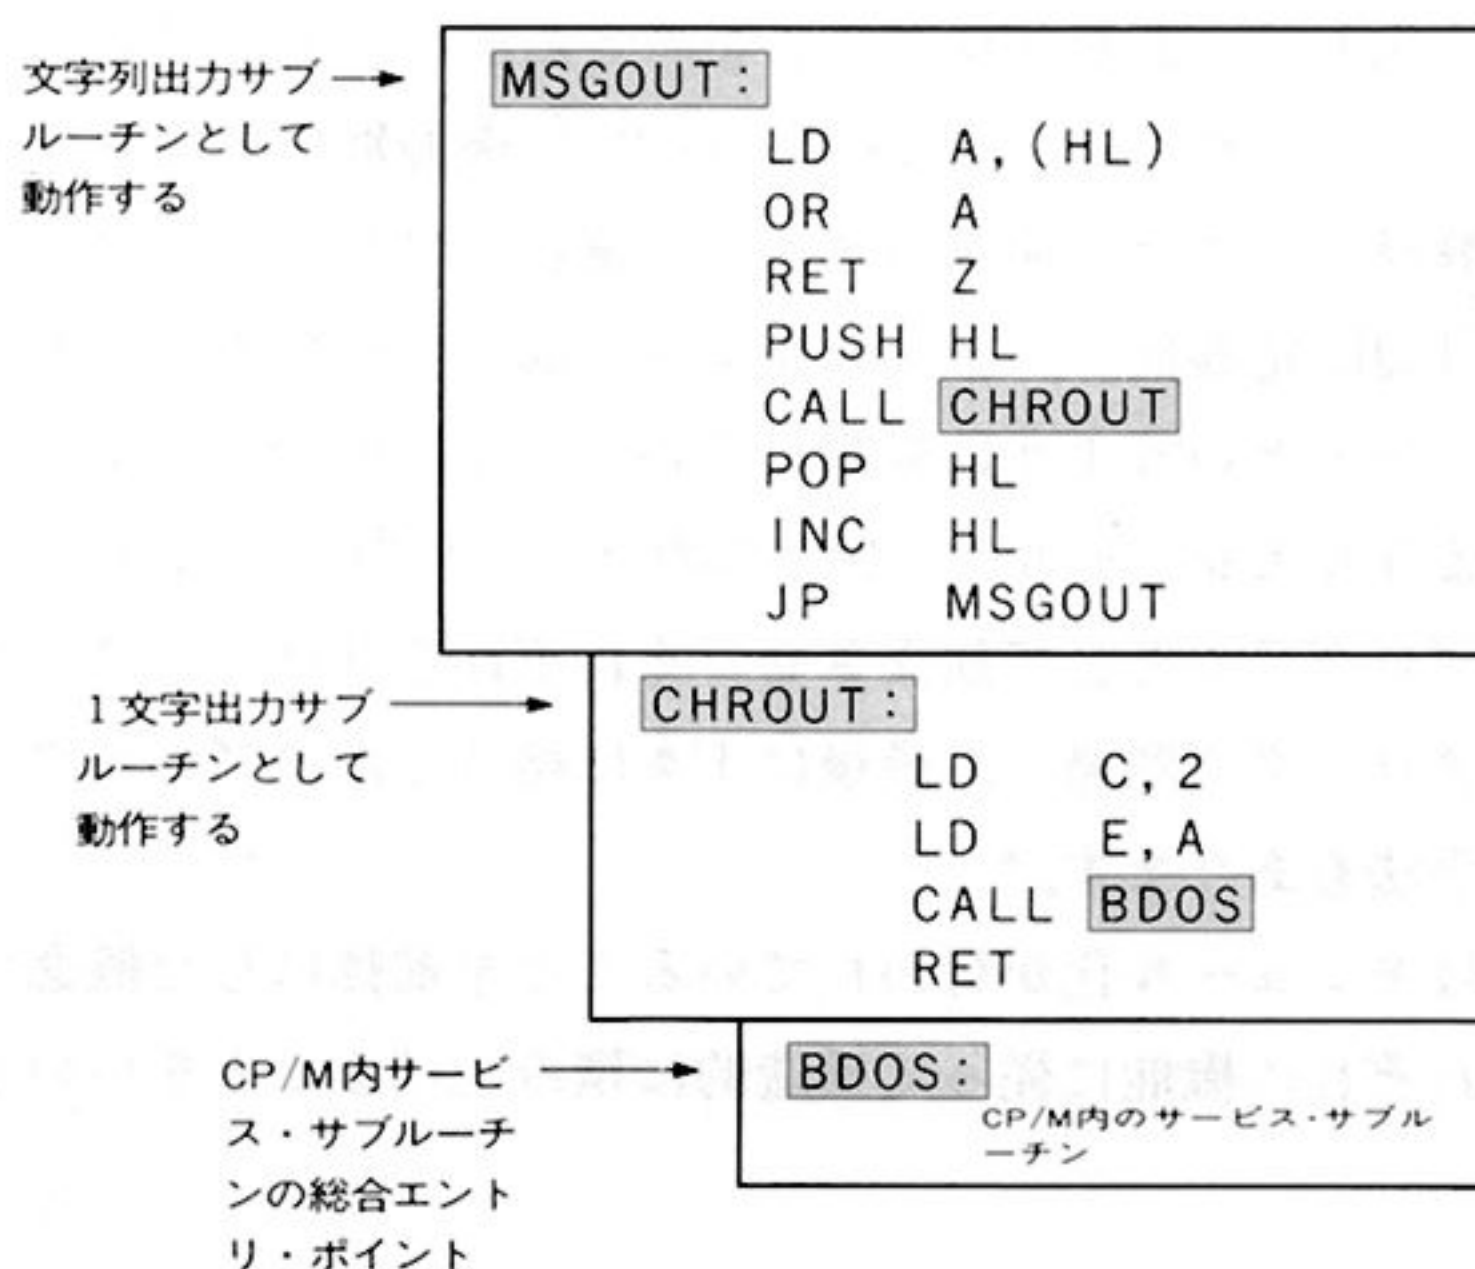 文字列出力サブ
ルーチンとして
動作する
MSGOUT:
LD A,(HL)
OR A
RET Z
PUSH HL
CALL CHROUT
POP HL
INC HL
JP MSGOUT
1文字出力サブ
ルーチンとして
動作する
CHROUT:
LD C,2
LD E,A
CALL BDOS
RET
CP/M内サービ
ス・サブルーチ
ンの総合エント
リ・ポイント
BDOS:
CP/M内のサービス・サブル
ーチン